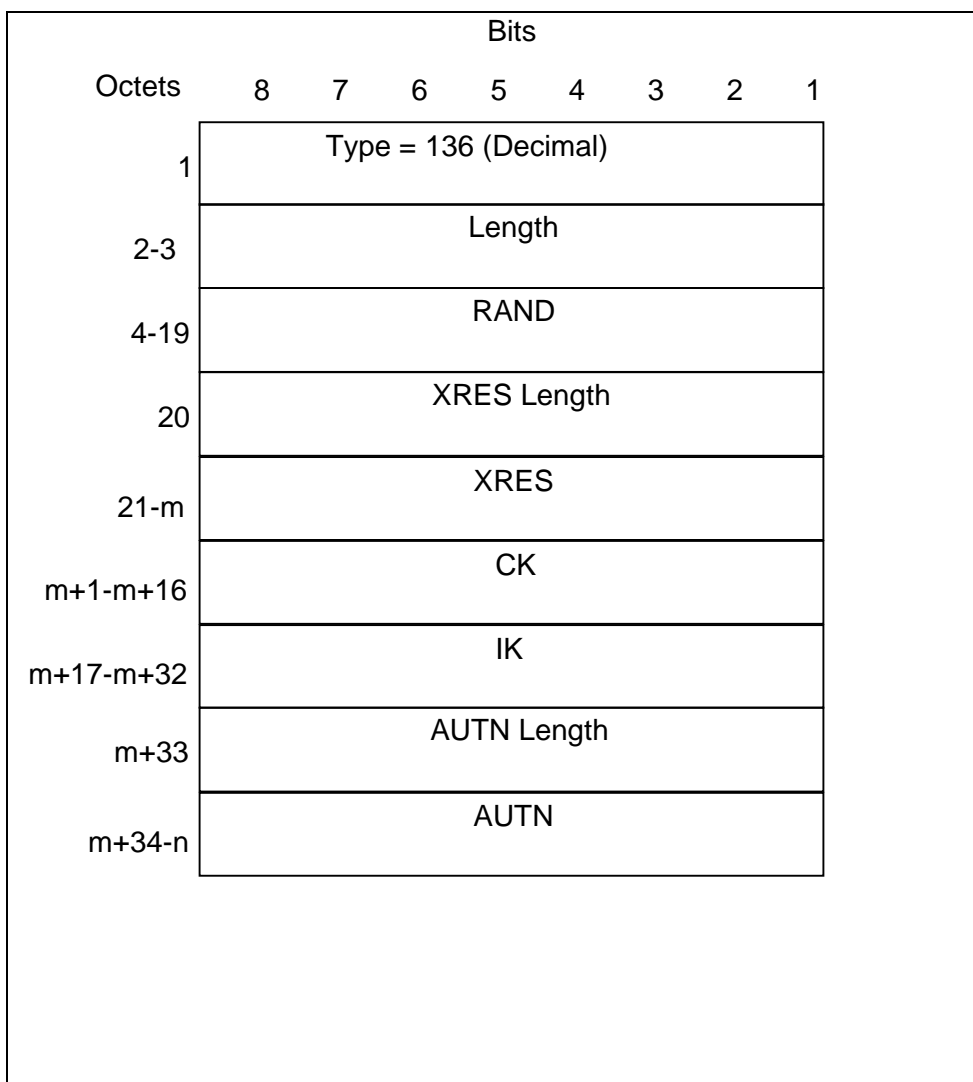 Bits
Octets 8 7 6 5 4 3 2 1
1 Type = 136 (Decimal)
2-3 Length
4-19 RAND
20 XRES Length
21-m XRES
m+1-m+16 CK
m+17-m+32 IK
m+33 AUTN Length
m+34-n AUTN